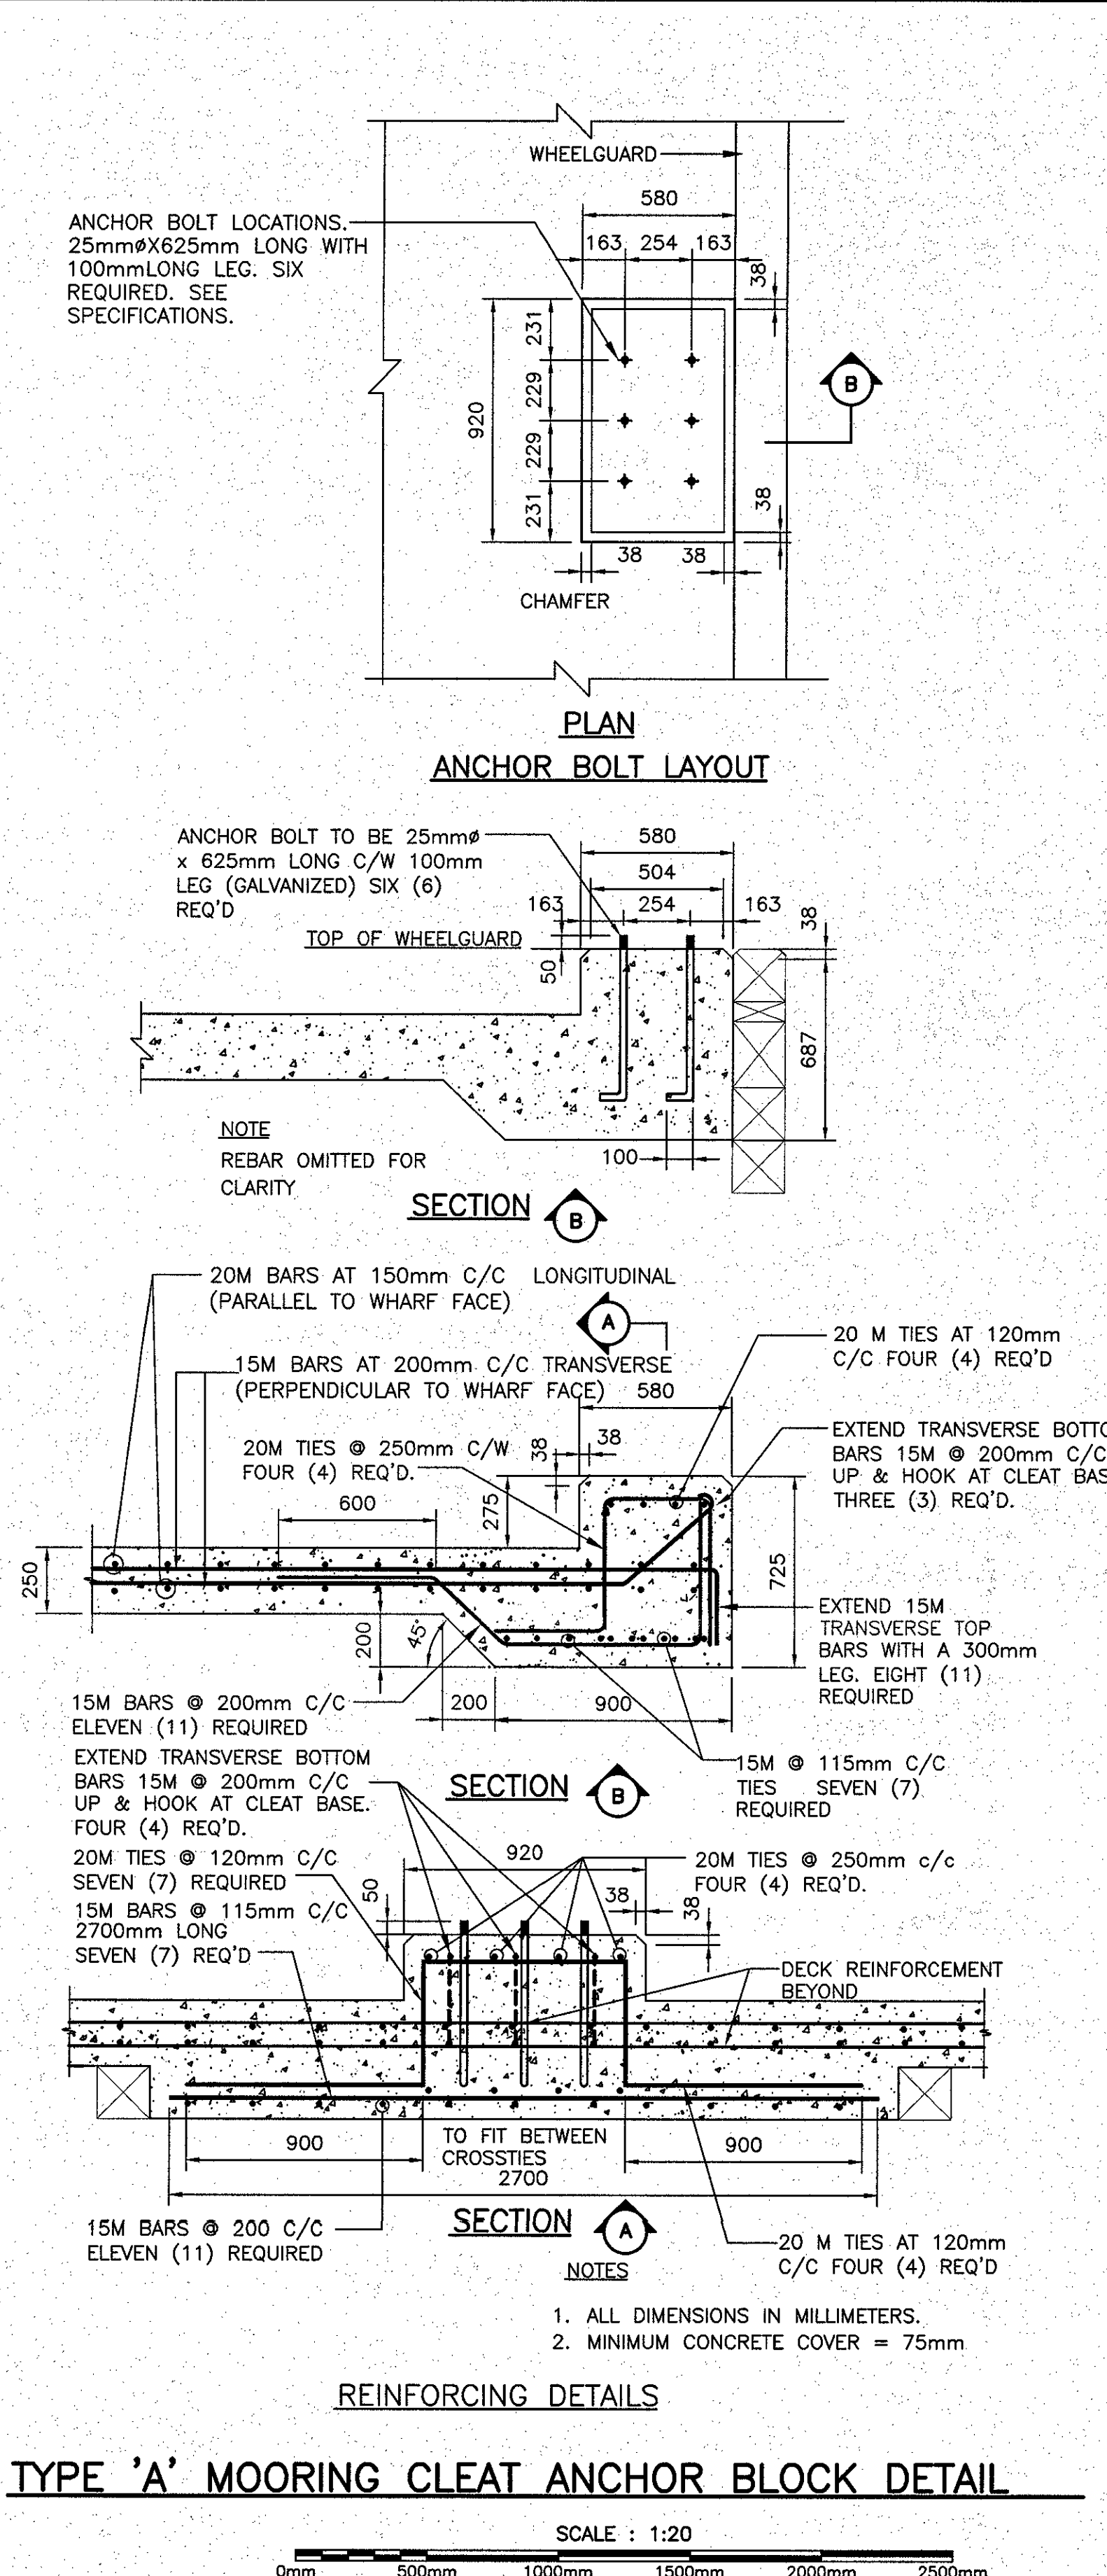 WHEELGUARD
580
ANCHOR BOLT LOCATIONS.
25mmøX625mm LONG WITH
100mmLONG LEG. SIX
REQUIRED. SEE
SPECIFICATIONS.
163 254 163
38
231
229
920
229
231
B
38
38 38
CHAMFER
PLAN
ANCHOR BOLT LAYOUT
ANCHOR BOLT TO BE 25mmø
x 625mm LONG C/W 100mm
LEG (GALVANIZED) SIX (6)
REQ'D
580
504
163 254 163
38
TOP OF WHEELGUARD
50
687
NOTE
REBAR OMITTED FOR
CLARITY
100
SECTION B
20M BARS AT 150mm C/C LONGITUDINAL
(PARALLEL TO WHARF FACE)
A
20 M TIES AT 120mm
C/C FOUR (4) REQ'D
15M BARS AT 200mm C/C TRANSVERSE
(PERPENDICULAR TO WHARF FACE)
580
20M TIES @ 250mm C/W
FOUR (4) REQ'D.
38
38
EXTEND TRANSVERSE BOTTO
BARS 15M @ 200mm C/C
UP & HOOK AT CLEAT BAS
THREE (3) REQ'D.
600
275
250
725
200
45°
EXTEND 15M
TRANSVERSE TOP
BARS WITH A 300mm
LEG. EIGHT (11)
REQUIRED
15M BARS @ 200mm C/C
ELEVEN (11) REQUIRED
200 900
EXTEND TRANSVERSE BOTTOM
BARS 15M @ 200mm C/C
UP & HOOK AT CLEAT BASE.
FOUR (4) REQ'D.
SECTION B
15M @ 115mm C/C
TIES SEVEN (7)
REQUIRED
20M TIES @ 120mm C/C
SEVEN (7) REQUIRED
920
20M TIES @ 250mm c/c
FOUR (4) REQ'D.
15M BARS @ 115mm C/C
2700mm LONG
SEVEN (7) REQ'D
50
38
38
DECK REINFORCEMENT
BEYOND
900
TO FIT BETWEEN
CROSSTIES
900
2700
15M BARS @ 200 C/C
ELEVEN (11) REQUIRED
SECTION A
20 M TIES AT 120mm
C/C FOUR (4) REQ'D
NOTES
1. ALL DIMENSIONS IN MILLIMETERS.
2. MINIMUM CONCRETE COVER = 75mm
REINFORCING DETAILS
TYPE 'A' MOORING CLEAT ANCHOR BLOCK DETAIL
SCALE : 1:20
0mm 500mm 1000mm 1500mm 2000mm 2500mm